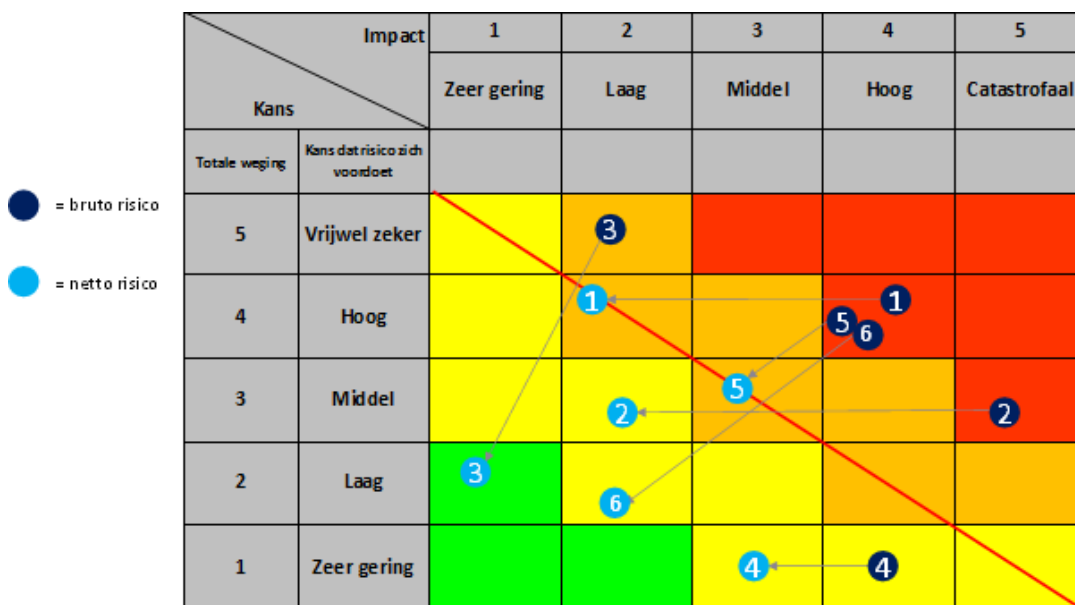 Impact
1
2
3
4
5
Kans
Zeer gering
Laag
Middel
Hoog
Catastrofaal
Totale weging
Kans dat risico zich
voordoet
= bruto risico
= netto risico
5
Vrijwel zeker
3
4
Hoog
1
1
5
6
3
Middel
5
2
2
2
Laag
3
6
1
Zeer gering
4
4